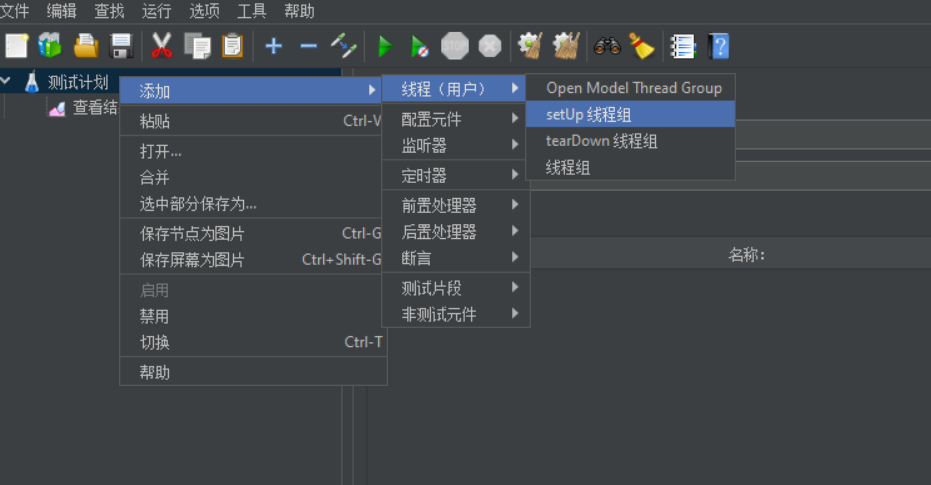 文件 编辑 查找 运行 选项 工具 帮助
STOP
测试计划
查看结
添加
粘贴 Ctrl-V
打开...
合并
选中部分保存为...
保存节点为图片 Ctrl-G
保存屏幕为图片 Ctrl+Shift-G
启用
禁用
切换 Ctrl-T
帮助
线程（用户）
配置元件
监听器
定时器
前置处理器
后置处理器
断言
测试片段
非测试元件
Open Model Thread Group
setUp 线程组
tearDown 线程组
线程组
名称: